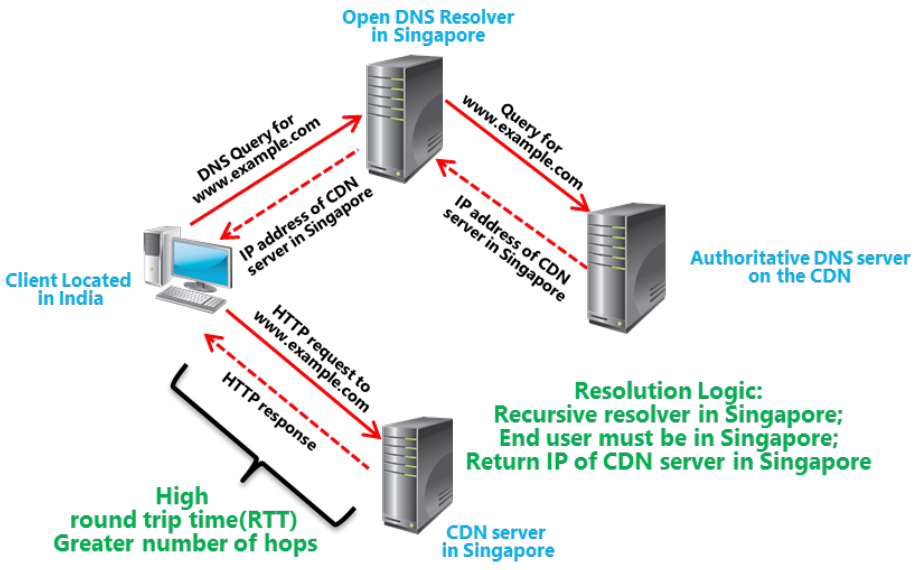 Open DNS Resolver
in Singapore
DNS Query for
www.example.com
Query for
www.example.com
IP address of CDN
server in Singapore
IP address of CDN
server in Singapore
Client Located
in India
Authoritative DNS server
on the CDN
HTTP request to
www.example.com
HTTP response
Resolution Logic:
Recursive resolver in Singapore;
End user must be in Singapore;
Return IP of CDN server in Singapore
High
round trip time(RTT)
Greater number of hops
CDN server
in Singapore